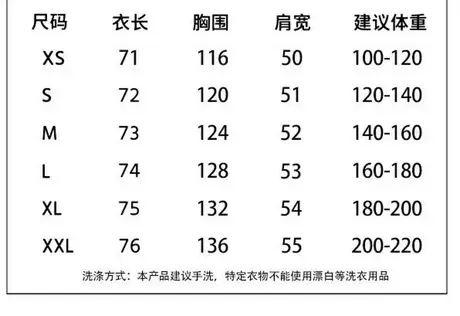 尺码 衣长 胸围 肩宽 建议体重
XS 71 116 50 100-120
S 72 120 51 120-140
M 73 124 52 140-160
L 74 128 53 160-180
XL 75 132 54 180-200
XXL 76 136 55 200-220
洗涤方式：本产品建议手洗，特定衣物不能使用漂白等洗衣用品